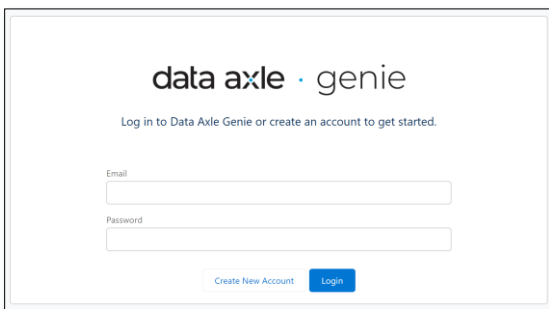 data axle · genie
Log in to Data Axle Genie or create an account to get started.
Email
Password
Create New Account Login